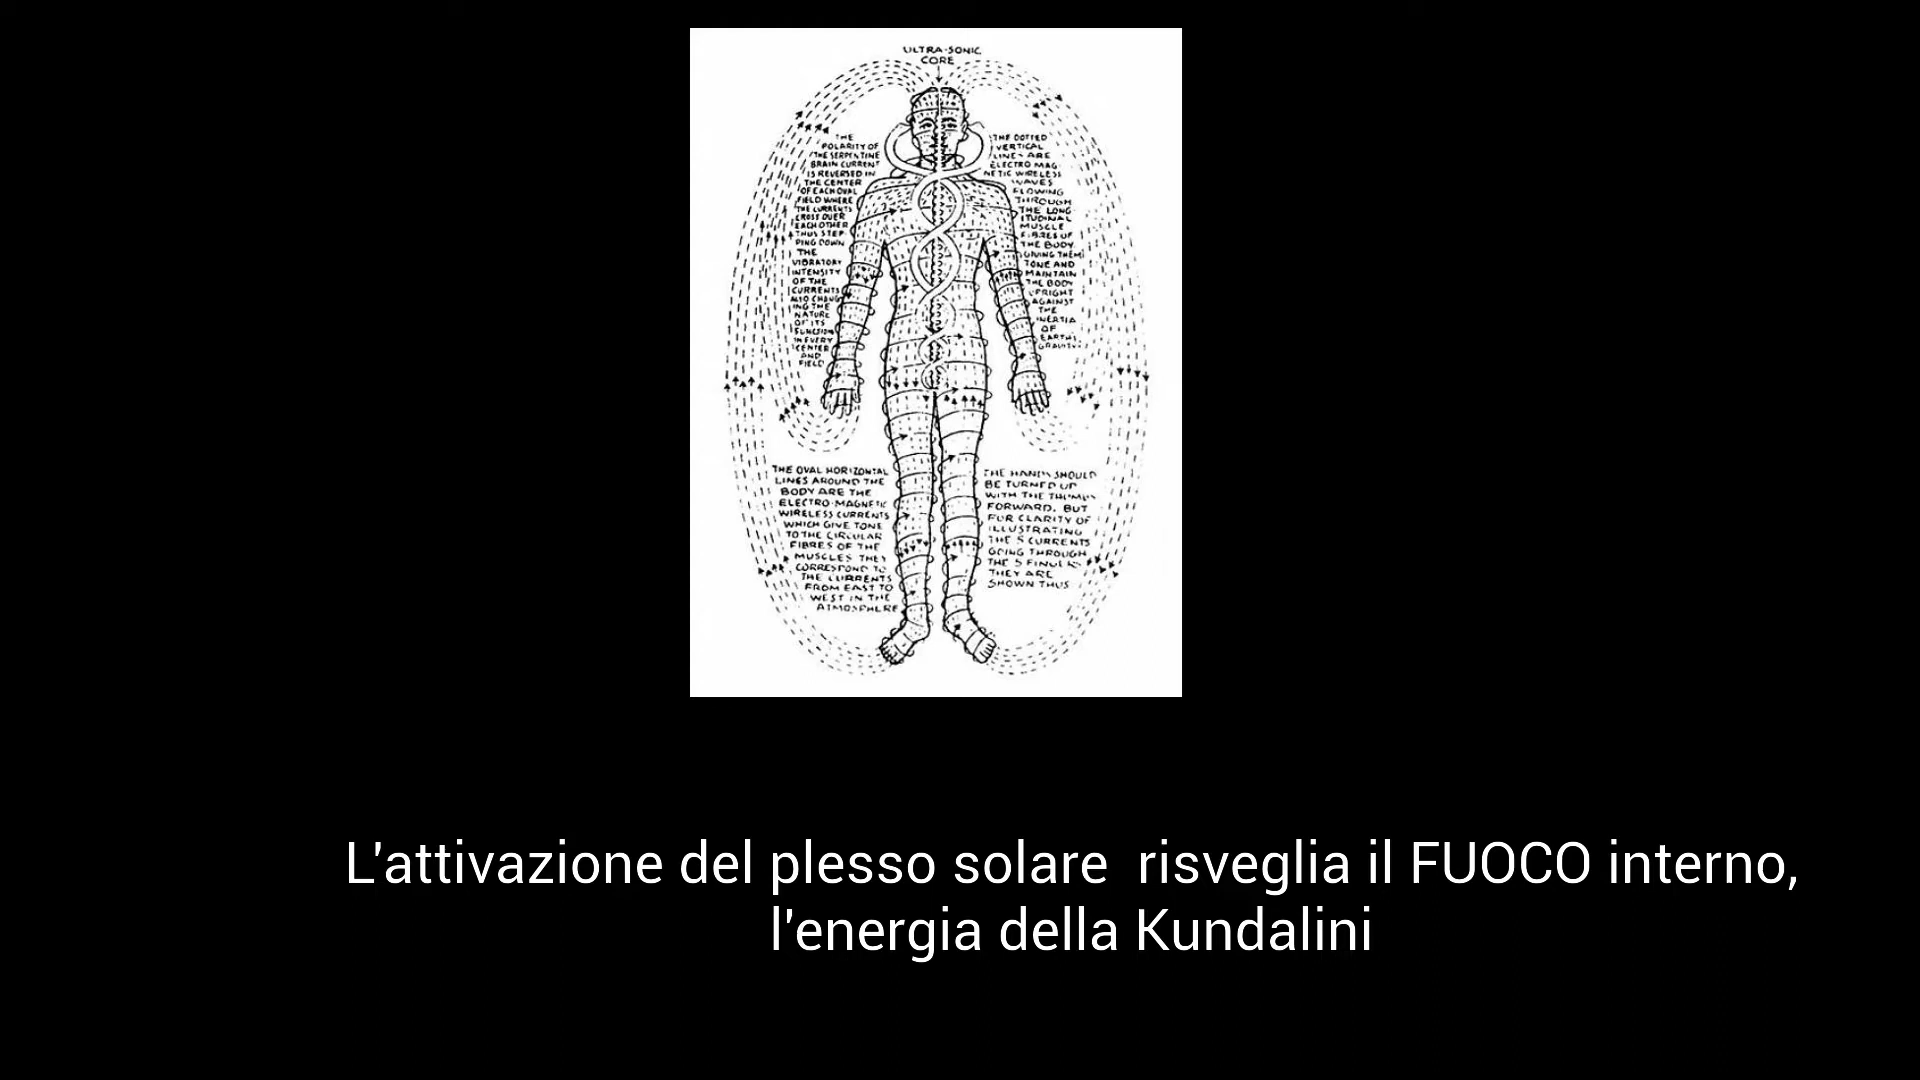 ULTRA-SONIC
CORE
THE
POLARITY OF
THE SERPENTINE
BRAIN CURRENT
IS REVERSED IN
THE CENTER
OF EACH OVAL
FIELD WHERE
THE CURRENTS
CROSS OVER
EACH OTHER
THUS STEP-
PING DOWN
THE
VIBRATORY
INTENSITY
OF THE
CURRENTS
ALSO CHANG
ING THE
NATURE
OF ITS
FUNCTION
IN EVERY
CENTER
AND
FIELD
THE DOTTED
VERTICAL
LINES ARE
ELECTRO MAG-
NETIC WIRELESS
WAVES
FLOWING
THROUGH
THE LONG
ITUDINAL
MUSCLE
FIBRES OF
THE BODY
GIVING THEM
TONE AND
MAINTAIN
THE BODY
UPRIGHT
AGAINST
THE
INERTIA
OF
EARTHS
GRAVITY
THE OVAL HORIZONTAL
LINES AROUND THE
BODY ARE THE
ELECTRO-MAGNETIC
WIRELESS CURRENTS
WHICH GIVE TONE
TO THE CIRCULAR
FIBRES OF THE
MUSCLES THEY
CORRESPOND TO
THE CURRENTS
FROM EAST TO
WEST IN THE
ATMOSPHERE
THE HANDS SHOULD
BE TURNED UP
WITH THE THUMBS
FORWARD. BUT
FOR CLARITY OF
ILLUSTRATING
THE 5 CURRENTS
GOING THROUGH
THE 5 FINGERS
THEY ARE
SHOWN THUS
L'attivazione del plesso solare  risveglia il FUOCO interno,
l'energia della Kundalini